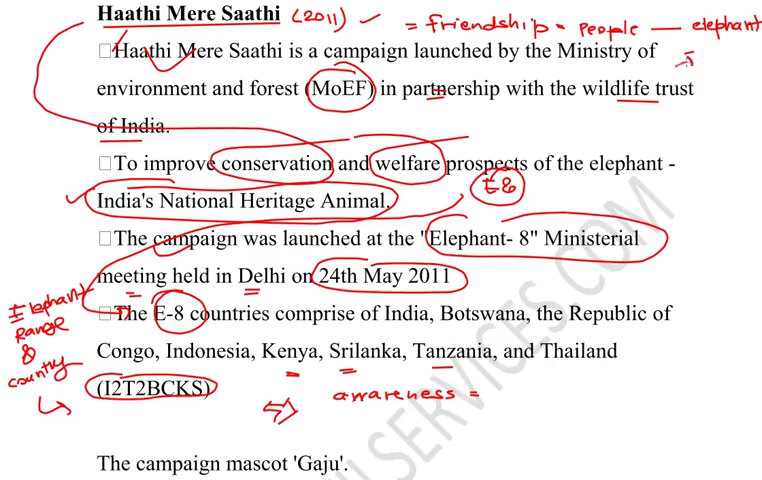 Haathi Mere Saathi (2011) = friendship - people — elephant
Haathi Mere Saathi is a campaign launched by the Ministry of
environment and forest (MoEF) in partnership with the wildlife trust
of India.
To improve conservation and welfare prospects of the elephant -
E8
India's National Heritage Animal.
The campaign was launched at the "Elephant- 8" Ministerial
meeting held in Delhi on 24th May 2011
Elephant
Range
8
country
The E-8 countries comprise of India, Botswana, the Republic of
Congo, Indonesia, Kenya, Srilanka, Tanzania, and Thailand
(I2T2BCKS)
awareness =
The campaign mascot 'Gaju'.